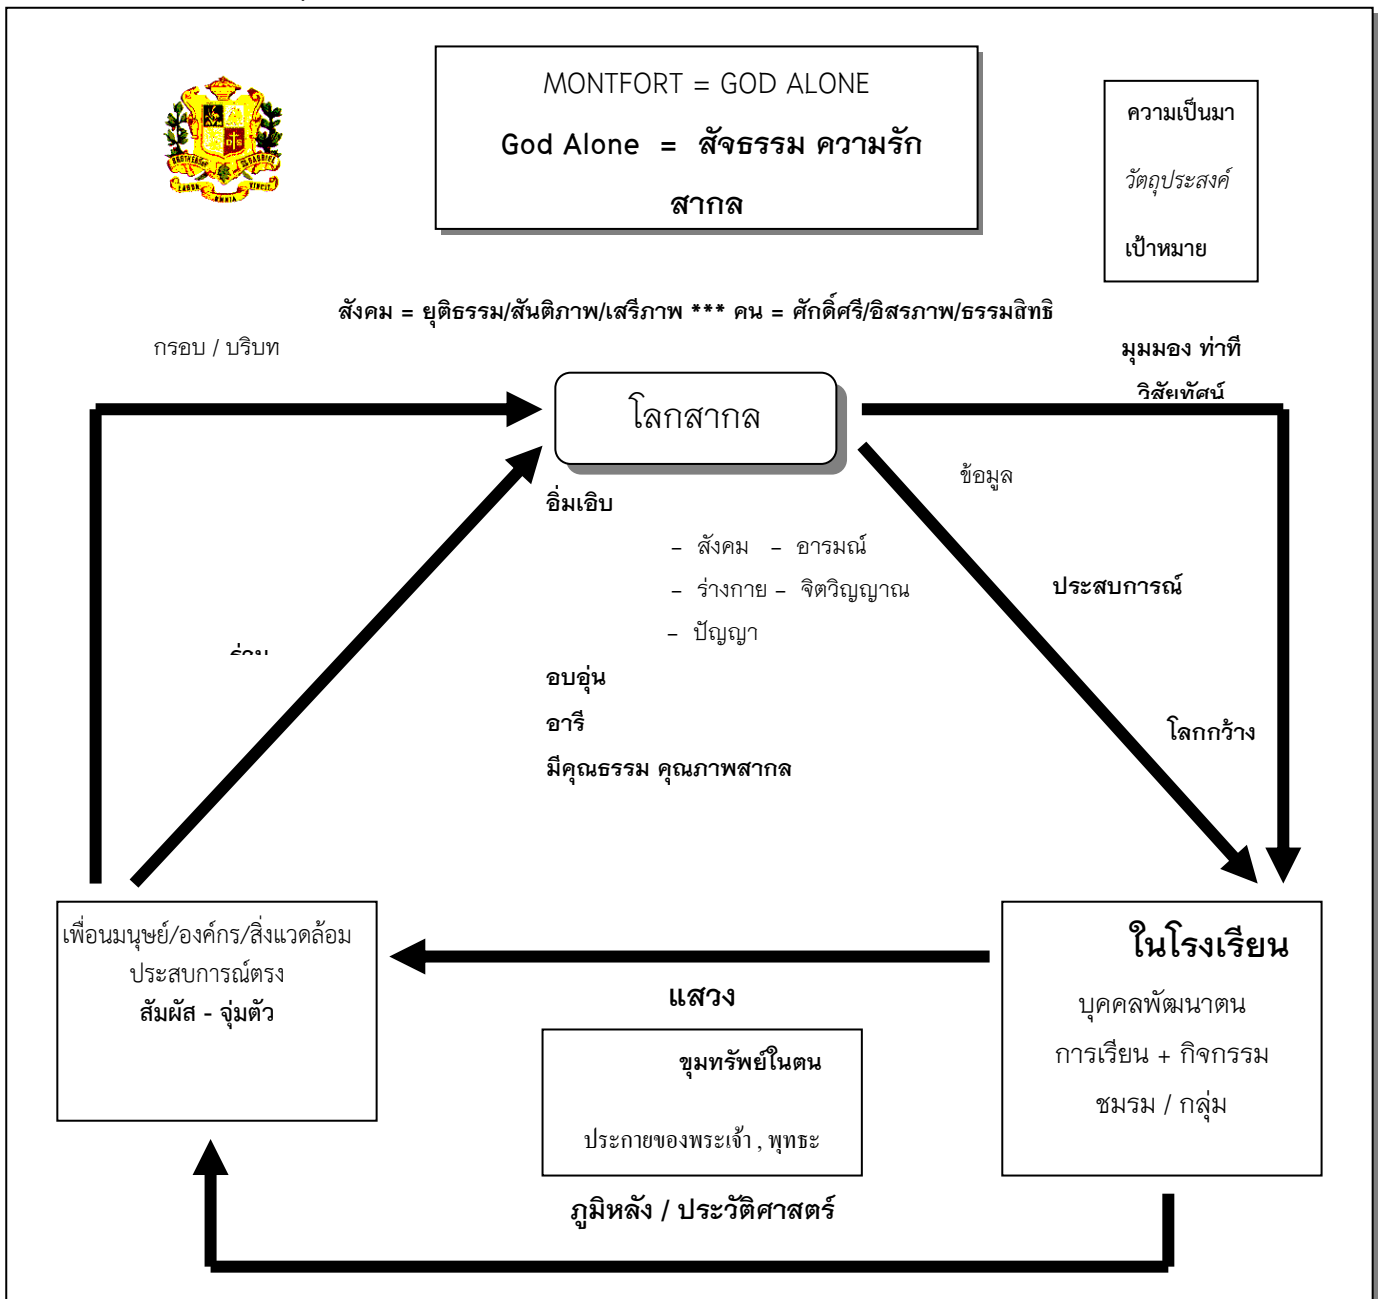 MONTFORT = GOD ALONE
God Alone = สัจธรรม ความรัก
สากล
ความเป็นมา
วัตถุประสงค์
เป้าหมาย
สังคม = ยุติธรรม/สันติภาพ/เสรีภาพ *** คน = ศักดิ์ศรี/อิสรภาพ/ธรรมสิทธิ
กรอบ / บริบท
มุมมอง ท่าที
วิสัยทัศน์
โลกสากล
ข้อมูล
อิ่มเอิบ
– สังคม – อารมณ์
– ร่างกาย – จิตวิญญาณ
– ปัญญา
ประสบการณ์
อบอุ่น
อารี
มีคุณธรรม คุณภาพสากล
โลกกว้าง
เพื่อนมนุษย์/องค์กร/สิ่งแวดล้อม
ประสบการณ์ตรง
สัมผัส - จุ่มตัว
แสวง
ขุมทรัพย์ในตน
ประกายของพระเจ้า , พุทธะ
ภูมิหลัง / ประวัติศาสตร์
ในโรงเรียน
บุคคลพัฒนาตน
การเรียน + กิจกรรม
ชมรม / กลุ่ม